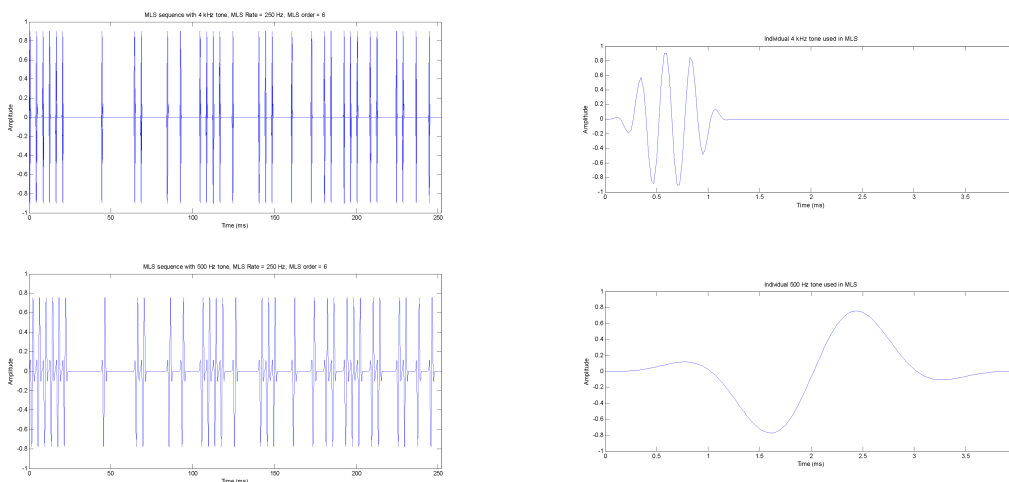 MLS sequence with 4 kHz tone, MLS Rate = 250 Hz, MLS order = 6
1
0.8
0.6
0.4
0.2
0
-0.2
-0.4
-0.6
-0.8
-1
Amplitude
0 50 100 150 200 250
Time (ms)
Individual 4 kHz tone used in MLS
1
0.8
0.6
0.4
0.2
0
-0.2
-0.4
-0.6
-0.8
-1
Amplitude
0 0.5 1 1.5 2 2.5 3 3.5 4
Time (ms)
MLS sequence with 500 Hz tone, MLS Rate = 250 Hz, MLS order = 6
1
0.8
0.6
0.4
0.2
0
-0.2
-0.4
-0.6
-0.8
-1
Amplitude
0 50 100 150 200 250
Time (ms)
Individual 500 Hz tone used in MLS
1
0.8
0.6
0.4
0.2
0
-0.2
-0.4
-0.6
-0.8
-1
Amplitude
0 0.5 1 1.5 2 2.5 3 3.5 4
Time (ms)